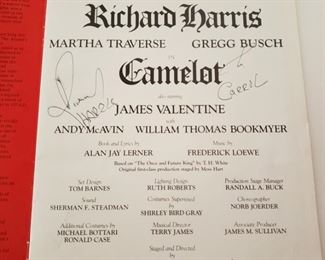 Richard Harris
MARTHA TRAVERSE GREGG BUSCH
Camelot
also starring
JAMES VALENTINE
with
ANDY McAVIN WILLIAM THOMAS BOOKMYER
Book and Lyrics by Music by
ALAN JAY LERNER FREDERICK LOEWE
Based on "The Once and Future King" by T. H. White
Original first-class production staged by Moss Hart
Set Design Lighting Design Production Stage Manager
TOM BARNES RUTH ROBERTS RANDALL A. BUCK
Sound Costumes Supervised by Choreographer
SHERMAN F. STEADMAN SHIRLEY BIRD GRAY NORB JOERDER
Additional Costumes by Musical Director Associate Producer
MICHAEL BOTTARI TERRY JAMES JAMES M. SULLIVAN
RONALD CASE
Staged and Directed
by